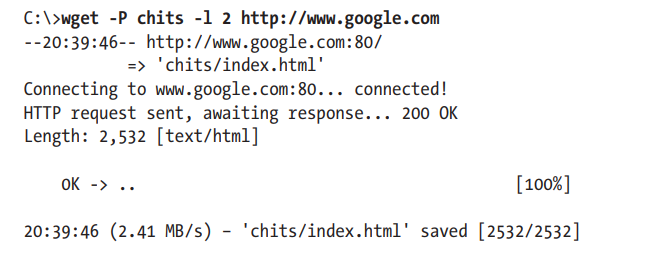 C:\>wget -P chits -l 2 http://www.google.com
--20:39:46-- http://www.google.com:80/
=> 'chits/index.html'
Connecting to www.google.com:80... connected!
HTTP request sent, awaiting response... 200 OK
Length: 2,532 [text/html]
OK -> .. [100%]
20:39:46 (2.41 MB/s) – 'chits/index.html' saved [2532/2532]